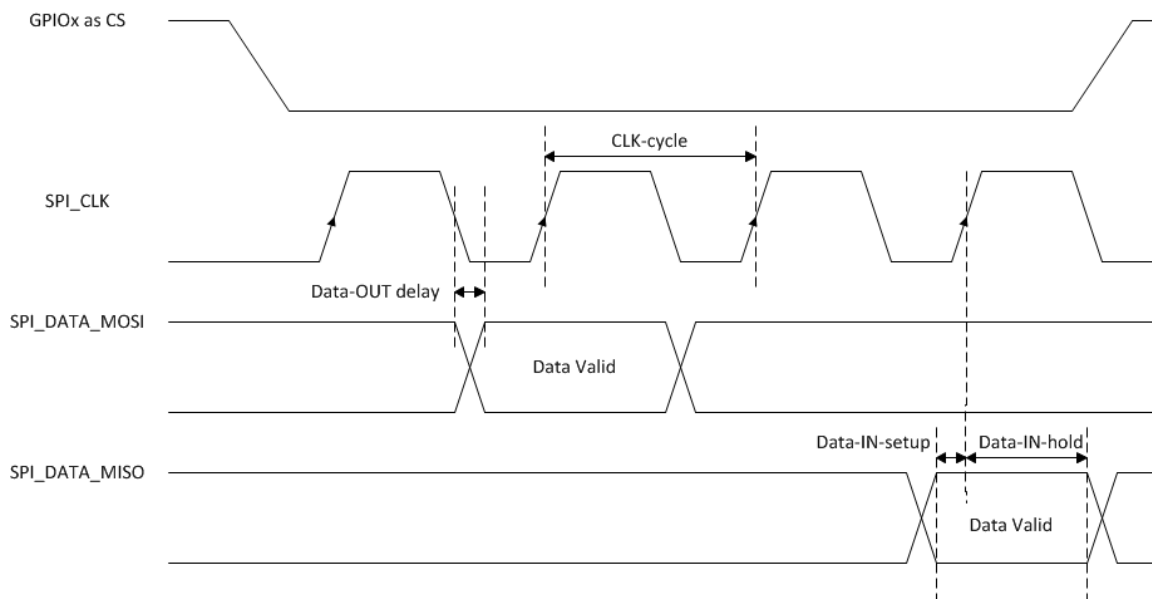 GPIOx as CS
CLK-cycle
SPI_CLK
Data-OUT delay
SPI_DATA_MOSI
Data Valid
Data-IN-setup
Data-IN-hold
SPI_DATA_MISO
Data Valid